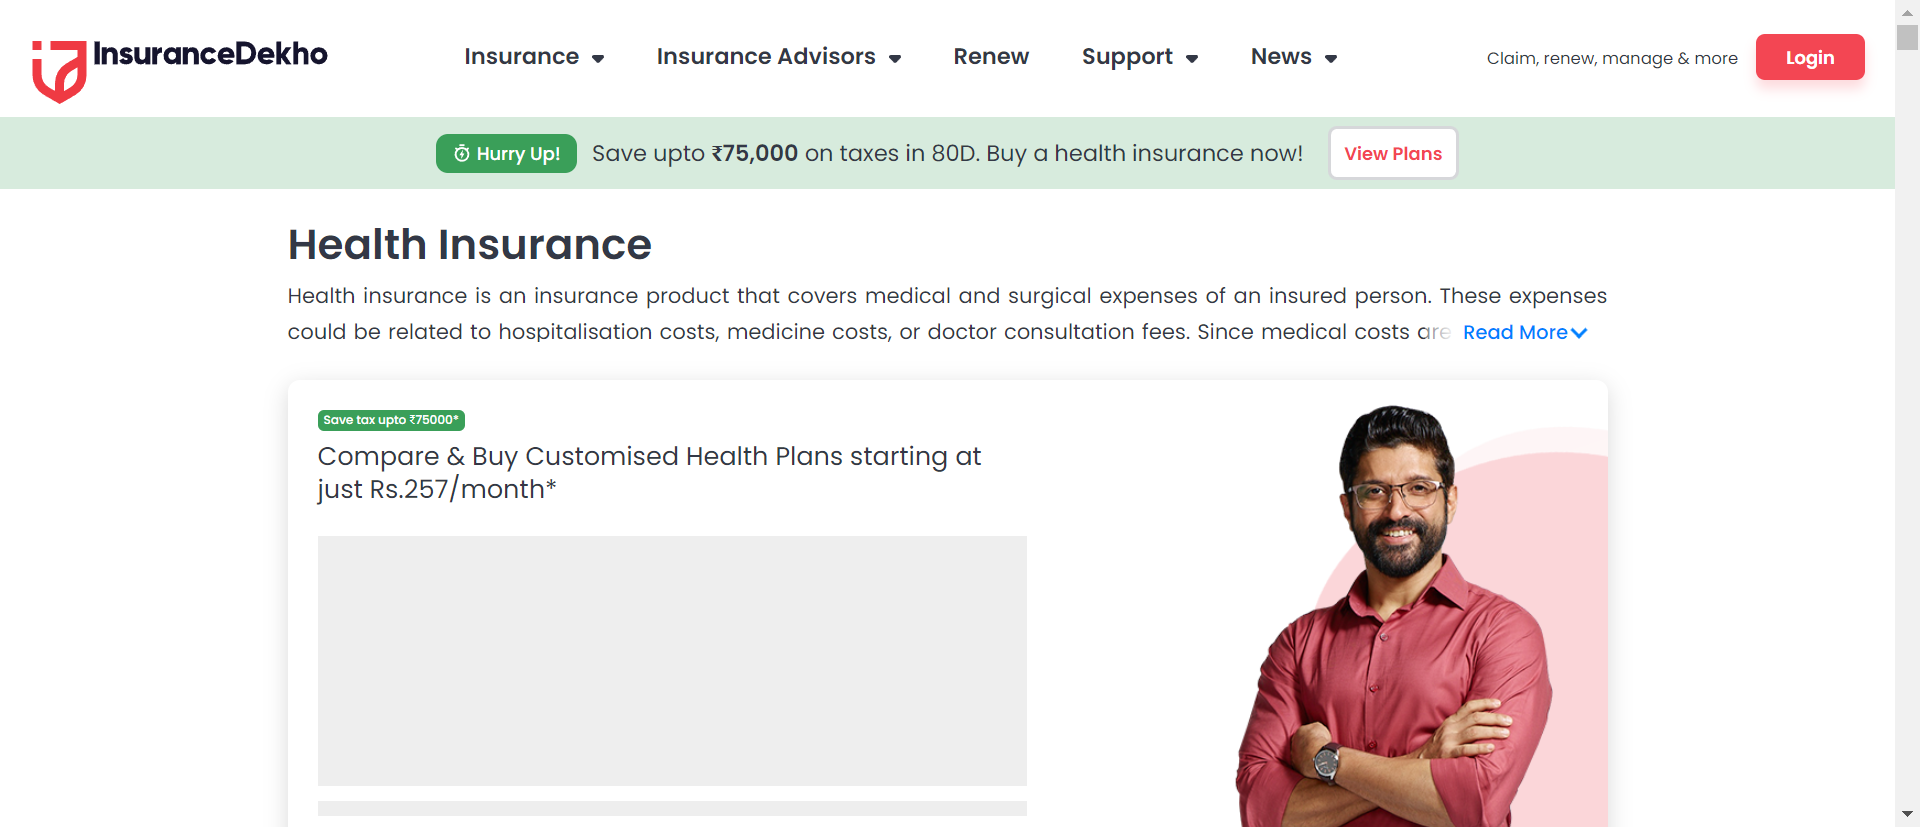 InsuranceDekho
Insurance
Insurance Advisors
Renew
Support
News
Claim, renew, manage & more
Login
Hurry Up!
Save upto ₹75,000 on taxes in 80D. Buy a health insurance now!
View Plans
Health Insurance
Health insurance is an insurance product that covers medical and surgical expenses of an insured person. These expenses
could be related to hospitalisation costs, medicine costs, or doctor consultation fees. Since medical costs are Read More
Save tax upto ₹75000*
Compare & Buy Customised Health Plans starting at
just Rs.257/month*